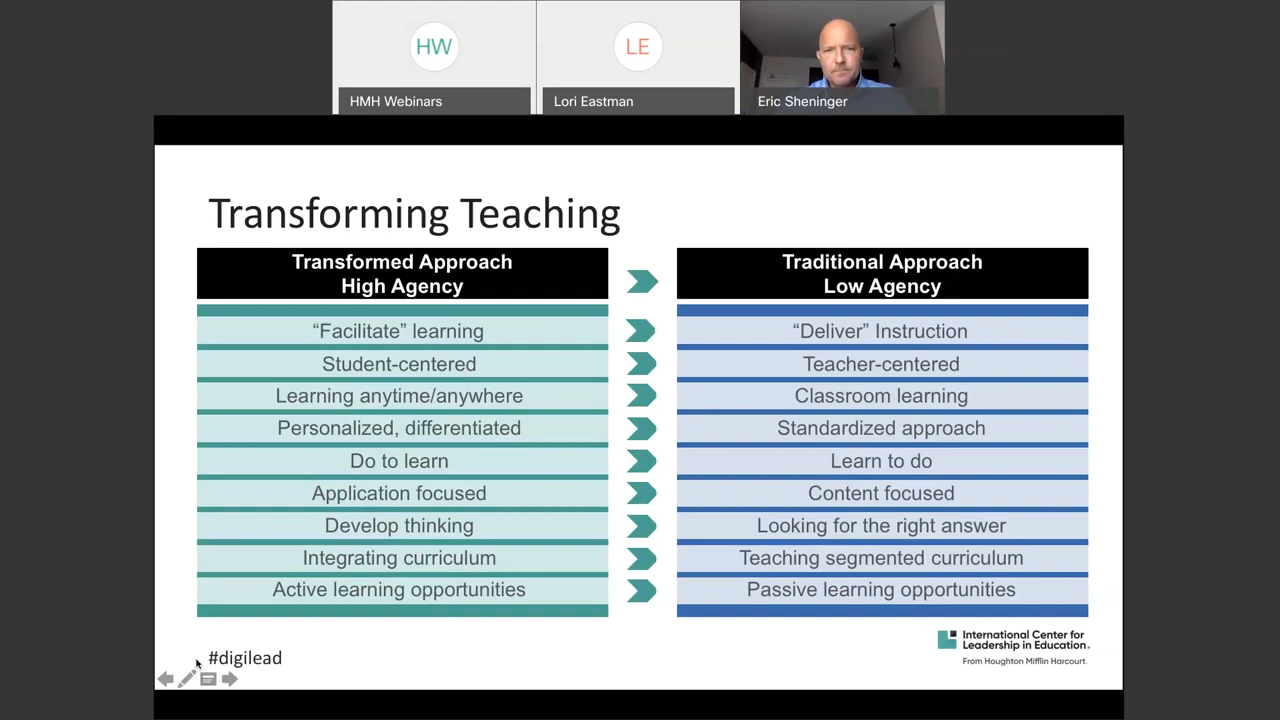 HW
LE
HMH Webinars
Lori Eastman
Eric Sheninger
Transforming Teaching
Transformed Approach
High Agency
Traditional Approach
Low Agency
“Facilitate” learning
“Deliver” Instruction
Student-centered
Teacher-centered
Learning anytime/anywhere
Classroom learning
Personalized, differentiated
Standardized approach
Do to learn
Learn to do
Application focused
Content focused
Develop thinking
Looking for the right answer
Integrating curriculum
Teaching segmented curriculum
Active learning opportunities
Passive learning opportunities
International Center for
Leadership in Education.
From Houghton Mifflin Harcourt.
#digilead